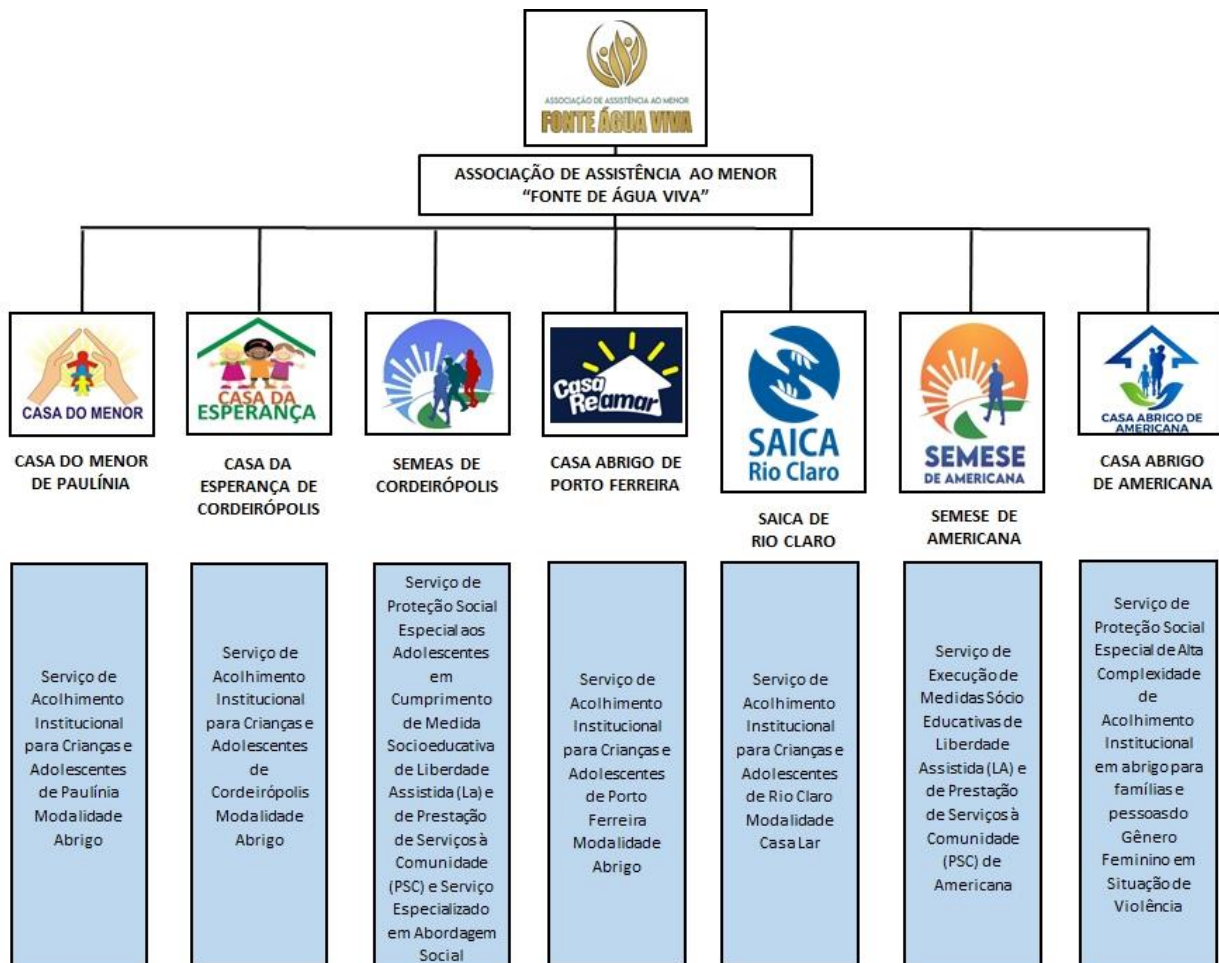 ASSOCIAÇÃO DE ASSISTÊNCIA AO MENOR
FONTE ÁGUA VIVA
ASSOCIAÇÃO DE ASSISTÊNCIA AO MENOR
“FONTE DE ÁGUA VIVA”
CASA DO MENOR
CASA DO MENOR
DE PAULÍNIA
Serviço de
Acolhimento
Institucional
para Crianças e
Adolescentes
de Paulínia
Modalidade
Abrigo
CASA DA
ESPERANÇA
CASA DA
ESPERANÇA DE
CORDEIRÓPOLIS
Serviço de
Acolhimento
Institucional
para Crianças e
Adolescentes
de
Cordeirópolis
Modalidade
Abrigo
SEMEAS DE
CORDEIRÓPOLIS
Serviço de
Proteção Social
Especial aos
Adolescentes
em
Cumprimento
de Medida
Socioeducativa
de Liberdade
Assistida (La) e
de Prestação
de Serviços à
Comunidade
(PSC) e Serviço
Especializado
em Abordagem
Social
Casa
Reamar
CASA ABRIGO DE
PORTO FERREIRA
Serviço de
Acolhimento
Institucional
para Crianças e
Adolescentes
de Porto
Ferreira
Modalidade
Abrigo
SAICA
Rio Claro
SAICA DE
RIO CLARO
Serviço de
Acolhimento
Institucional
para Crianças e
Adolescentes
de Rio Claro
Modalidade
Casa Lar
SEMESE
DE AMERICANA
SEMESE DE
AMERICANA
Serviço de
Execução de
Medidas Sócio
Educativas de
Liberdade
Assistida (LA) e
de Prestação
de Serviços à
Comunidade
(PSC) de
Americana
CASA ABRIGO DE
AMERICANA
CASA ABRIGO
DE AMERICANA
Serviço de
Proteção Social
Especial de Alta
Complexidade
de
Acolhimento
Institucional
em abrigo para
famílias e
pessoas do
Gênero
Feminino em
Situação de
Violência